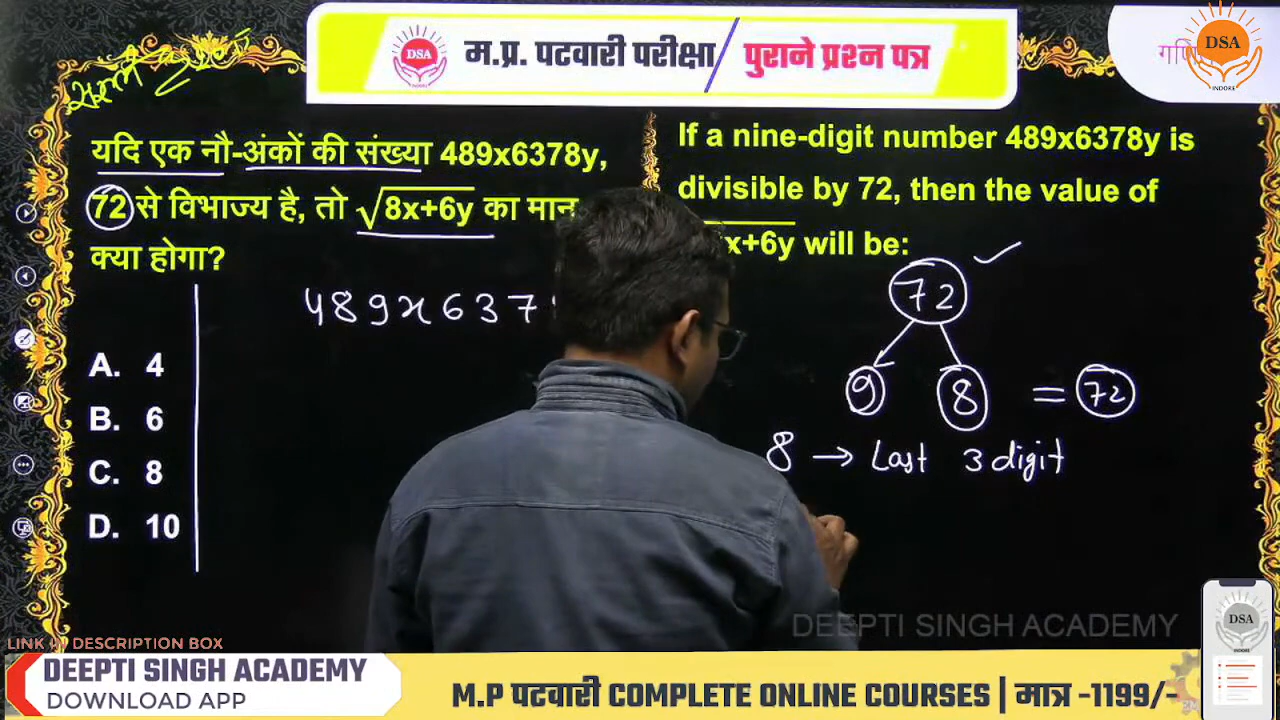 DSA
INDORE
म.प्र. पटवारी परीक्षा / पुराने प्रश्न पत्र
DSA
INDORE
यदि एक नौ-अंकों की संख्या 489x6378y,
72 से विभाज्य है, तो √8x+6y का मान
क्या होगा?
A. 4
B. 6
C. 8
D. 10
489x637
If a nine-digit number 489x6378y is
divisible by 72, then the value of
x+6y will be:
72
9 8 = 72
8 → Last 3 digit
DEEPTI SINGH ACADEMY
DSA
INDORE
LINK IN DESCRIPTION BOX
DEEPTI SINGH ACADEMY
DOWNLOAD APP
M.P पटवारी COMPLETE ONLINE COURSES | मात्र -1199/-